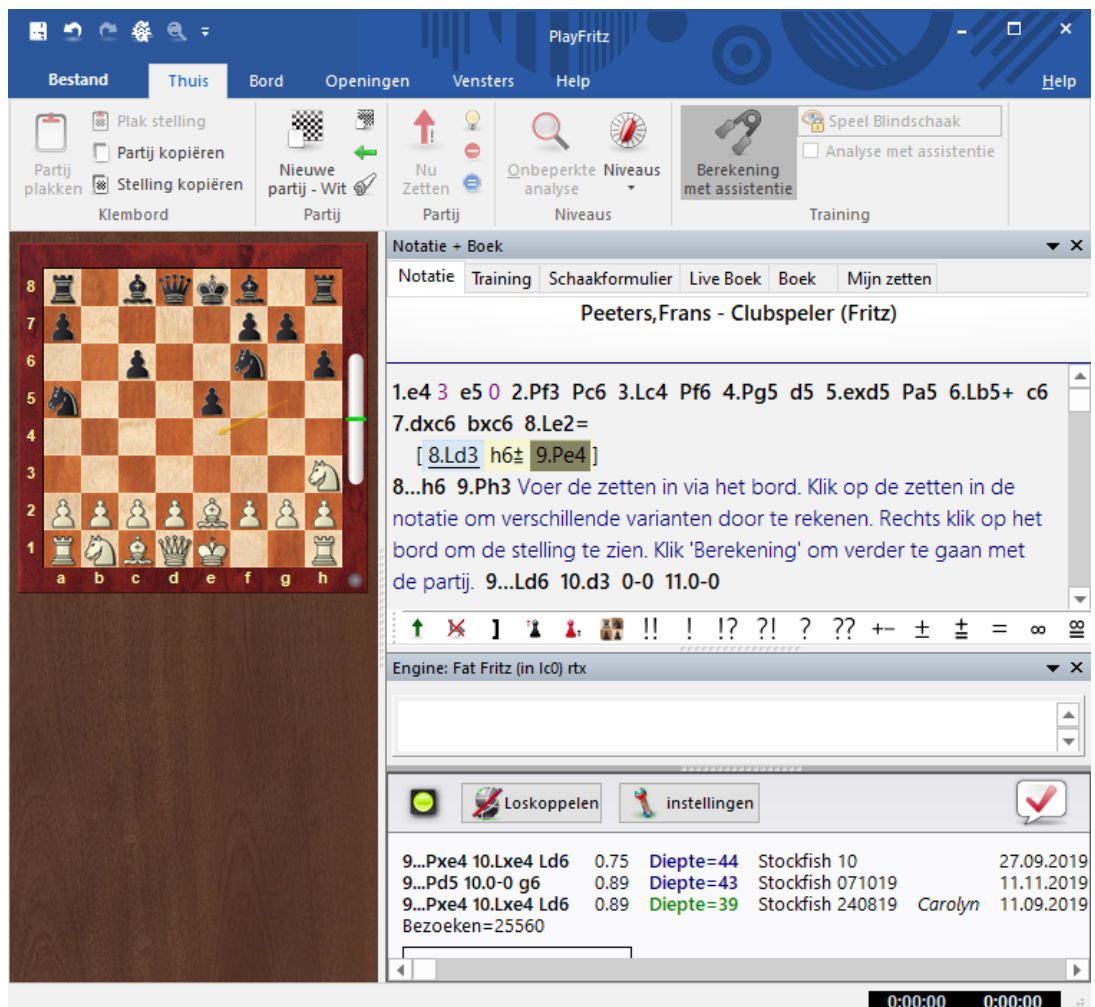 PlayFritz
Bestand Thuis Bord Openingen Vensters Help Help
Partij plakken
Plak stelling
Partij kopiëren
Stelling kopiëren
Klembord
Nieuwe partij - Wit
Partij
Nu Zetten
Partij
Onbeperkte analyse
Niveaus
Niveaus
Berekening met assistentie
Speel Blindschaak
Analyse met assistentie
Training
8
7
6
5
4
3
2
1
a b c d e f g h
Notatie + Boek
Notatie Training Schaakformulier Live Boek Boek Mijn zetten
Peeters,Frans - Clubspeler (Fritz)
1.e4 3 e5 0 2.Pf3 Pc6 3.Lc4 Pf6 4.Pg5 d5 5.exd5 Pa5 6.Lb5+ c6
7.dxc6 bxc6 8.Le2=
[ 8.Ld3 h6± 9.Pe4 ]
8...h6 9.Ph3 Voer de zetten in via het bord. Klik op de zetten in de
notatie om verschillende varianten door te rekenen. Rechts klik op het
bord om de stelling te zien. Klik 'Berekening' om verder te gaan met
de partij. 9...Ld6 10.d3 0-0 11.0-0
] !! ! !? ?! ? ?? +− ± ⩲ = ∞ ⯹
Engine: Fat Fritz (in lc0) rtx
Loskoppelen instellingen
9...Pxe4 10.Lxe4 Ld6 0.75 Diepte=44 Stockfish 10 27.09.2019
9...Pd5 10.0-0 g6 0.89 Diepte=43 Stockfish 071019 11.11.2019
9...Pxe4 10.Lxe4 Ld6 0.89 Diepte=39 Stockfish 240819 Carolyn 11.09.2019
Bezoeken=25560
0:00:00 0:00:00